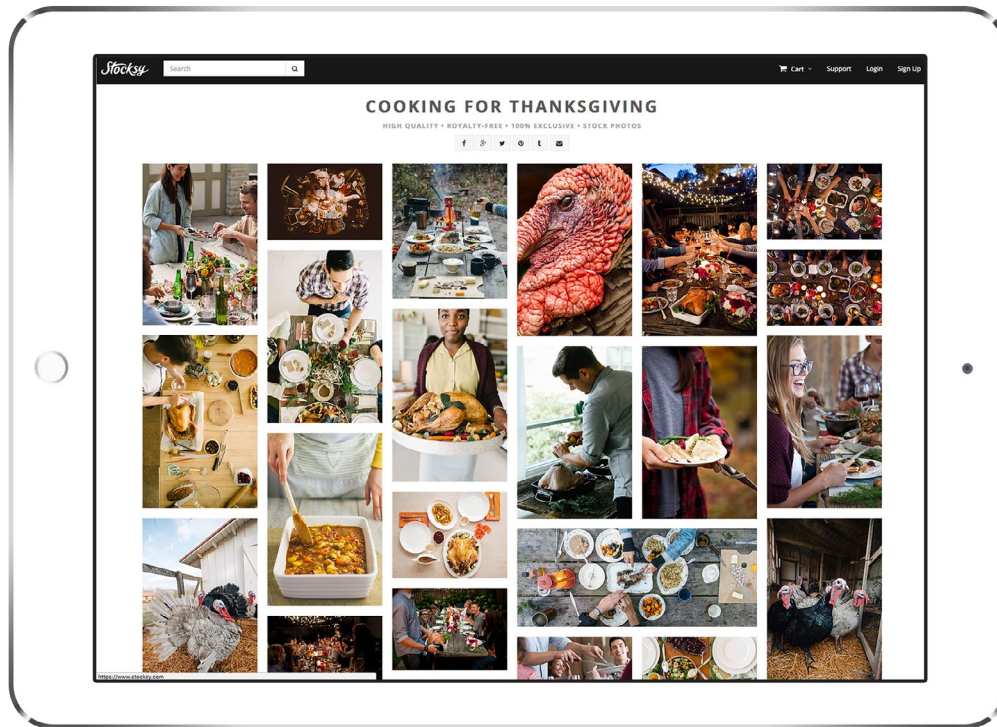 Stocksy
Search
Cart
Support
Login
Sign Up
COOKING FOR THANKSGIVING
HIGH QUALITY • ROYALTY-FREE • 100% EXCLUSIVE • STOCK PHOTOS
https://www.stocksy.com